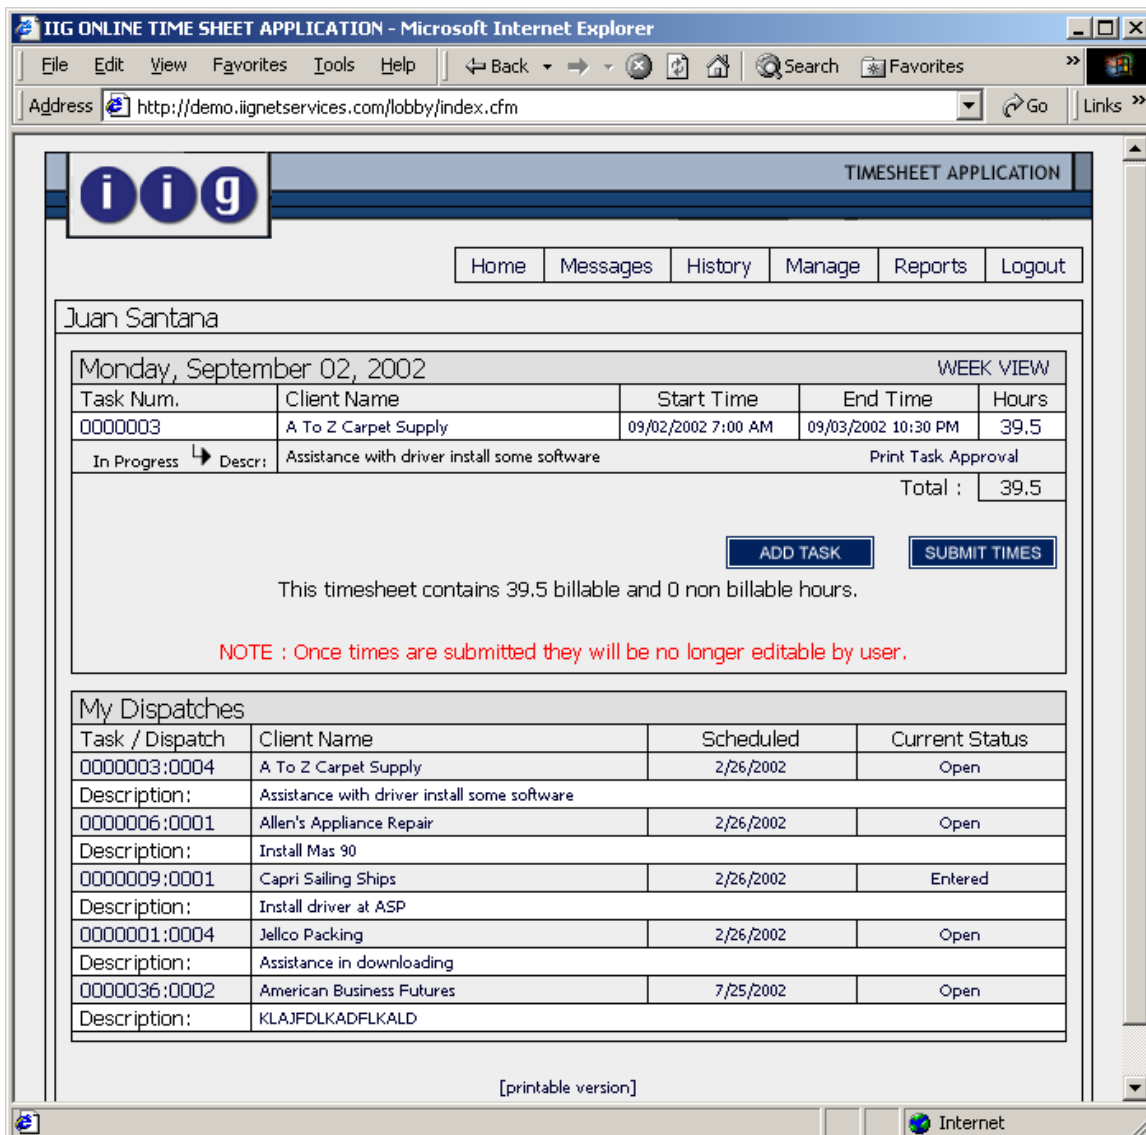 IIG ONLINE TIME SHEET APPLICATION - Microsoft Internet Explorer
File Edit View Favorites Tools Help Back Search Favorites »
Address http://demo.iignetservices.com/lobby/index.cfm Go Links »
iig
TIMESHEET APPLICATION
Home Messages History Manage Reports Logout
Juan Santana
Monday, September 02, 2002 WEEK VIEW
Task Num. Client Name Start Time End Time Hours
0000003 A To Z Carpet Supply 09/02/2002 7:00 AM 09/03/2002 10:30 PM 39.5
In Progress Descr: Assistance with driver install some software Print Task Approval
Total : 39.5
ADD TASK SUBMIT TIMES
This timesheet contains 39.5 billable and 0 non billable hours.
NOTE : Once times are submitted they will be no longer editable by user.
My Dispatches
Task / Dispatch Client Name Scheduled Current Status
0000003:0004 A To Z Carpet Supply 2/26/2002 Open
Description: Assistance with driver install some software
0000006:0001 Allen's Appliance Repair 2/26/2002 Open
Description: Install Mas 90
0000009:0001 Capri Sailing Ships 2/26/2002 Entered
Description: Install driver at ASP
0000001:0004 Jellco Packing 2/26/2002 Open
Description: Assistance in downloading
0000036:0002 American Business Futures 7/25/2002 Open
Description: KLAJFDLKADFLKALD
[printable version]
Internet